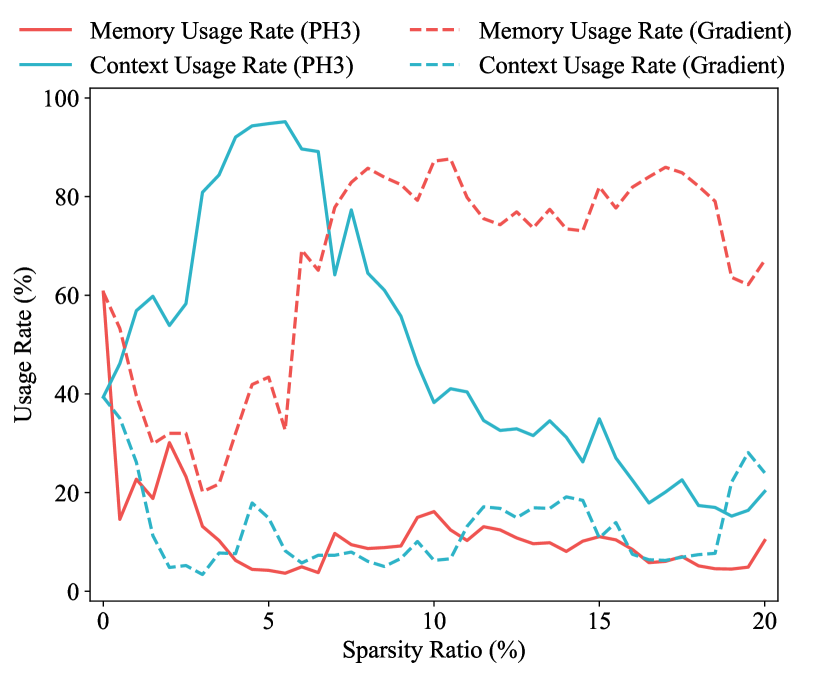 Memory Usage Rate (PH3) Memory Usage Rate (Gradient)
Context Usage Rate (PH3) Context Usage Rate (Gradient)
100
80
60
40
20
0
Usage Rate (%)
0 5 10 15 20
Sparsity Ratio (%)